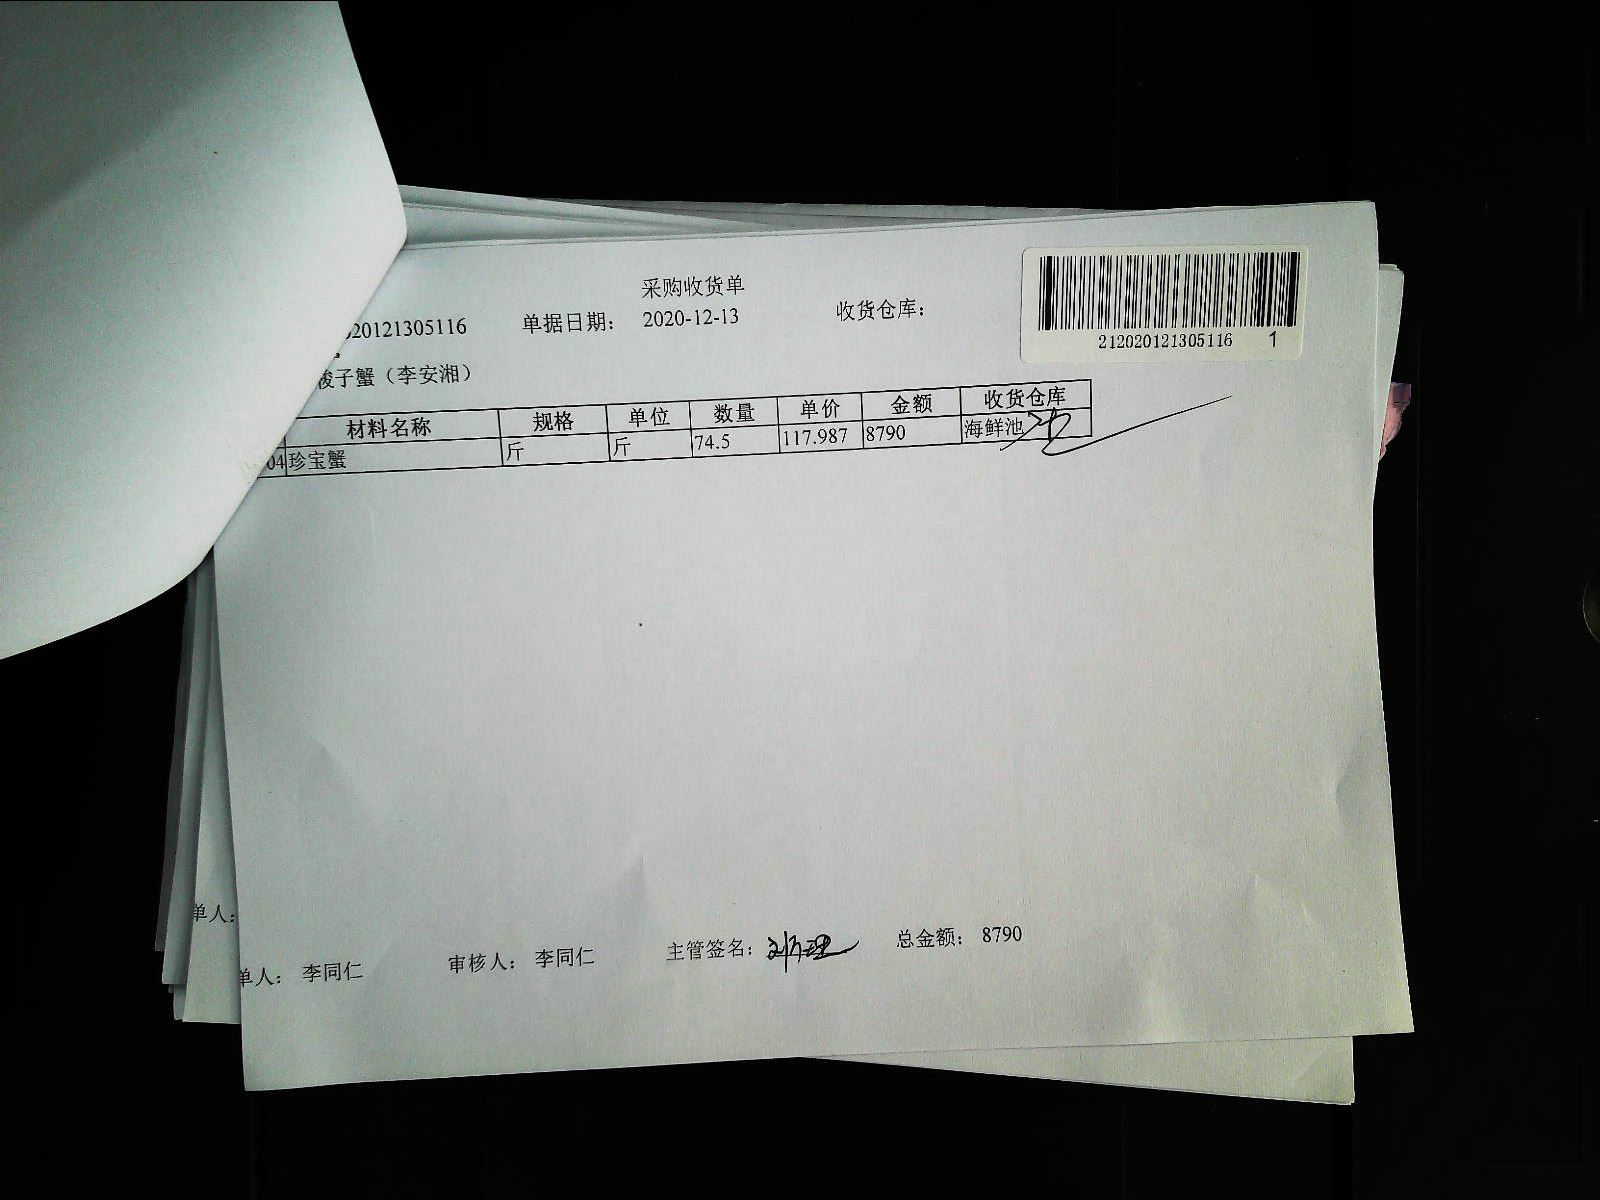 采购收货单
20121305116 单据日期： 2020-12-13 收货仓库：
212020121305116 1
梭子蟹（李安湘）
材料名称 规格 单位 数量 单价 金额 收货仓库
04 珍宝蟹 斤 斤 74.5 117.987 8790 海鲜池
单人：
单人： 李同仁 审核人： 李同仁 主管签名： 总金额： 8790